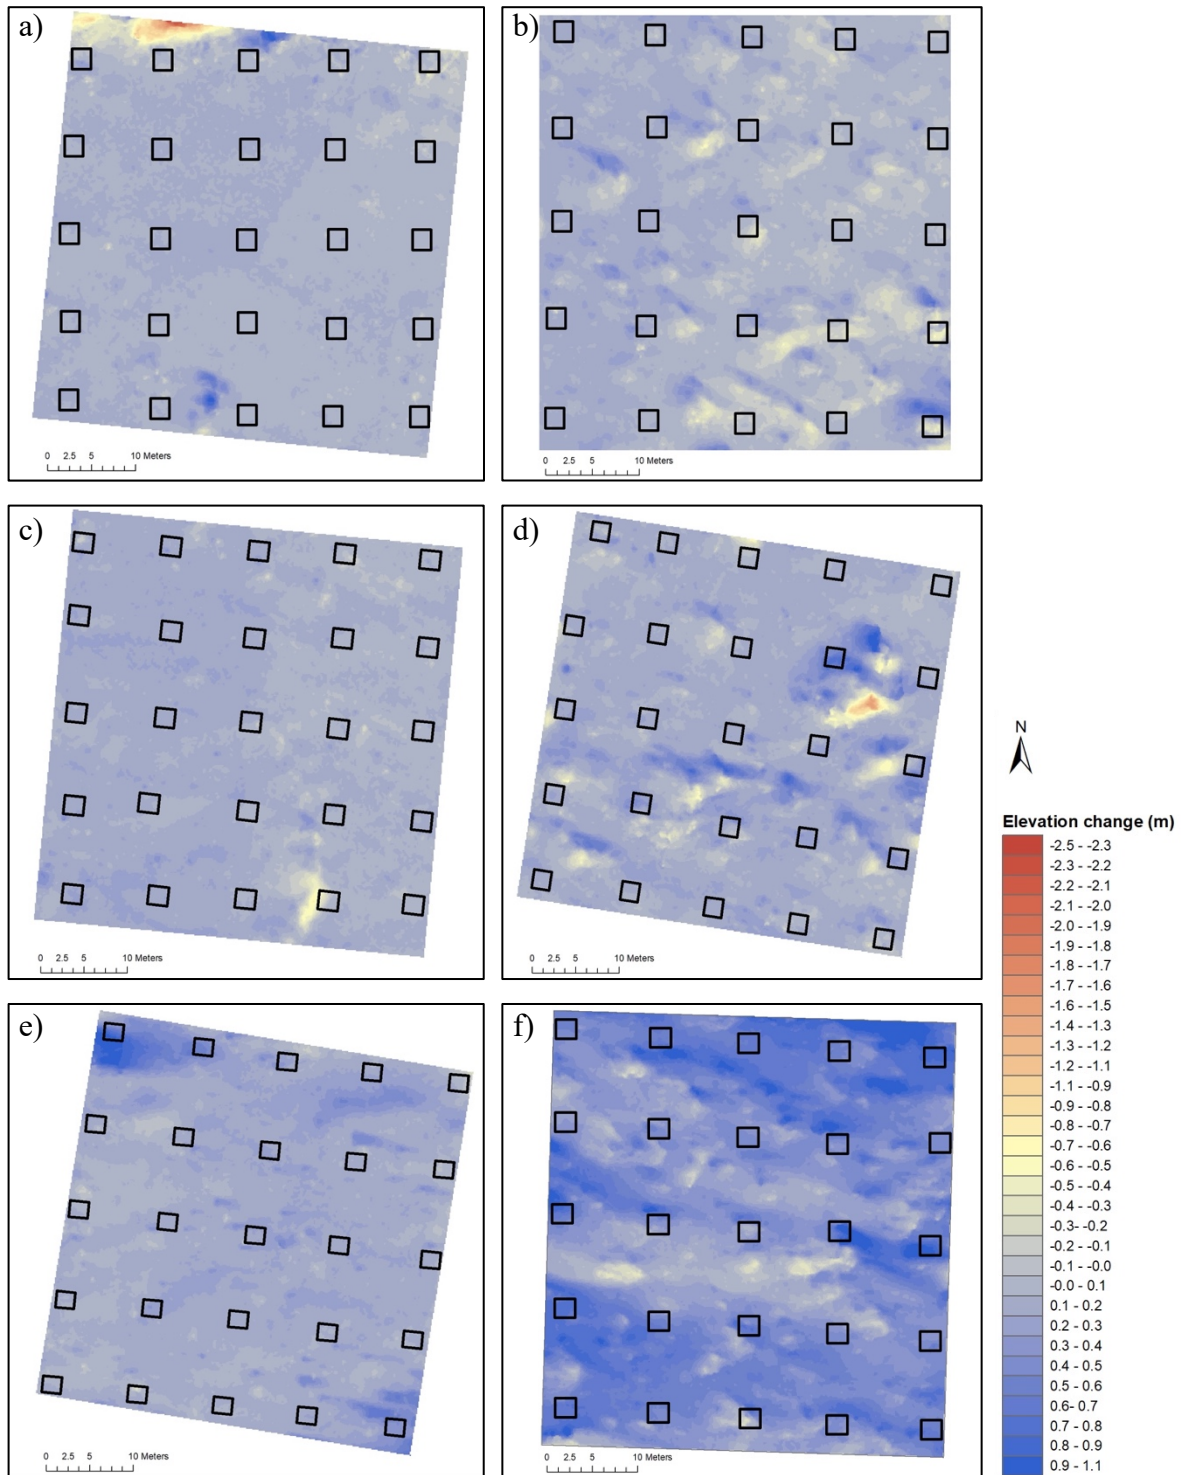 a)
b)
0 2.5 5 10 Meters
0 2.5 5 10 Meters
c)
d)
0 2.5 5 10 Meters
0 2.5 5 10 Meters
N
Elevation change (m)
-2.5 - -2.3
-2.3 - -2.2
-2.2 - -2.1
-2.1 - -2.0
-2.0 - -1.9
-1.9 - -1.8
-1.8 - -1.7
-1.7 - -1.6
-1.6 - -1.5
-1.4 - -1.3
-1.3 - -1.2
-1.2 - -1.1
-1.1 - -0.9
-0.9 - -0.8
-0.8 - -0.7
-0.7 - -0.6
-0.6 - -0.5
-0.5 - -0.4
-0.4 - -0.3
-0.3- -0.2
-0.2 - -0.1
-0.1 - -0.0
-0.0 - 0.1
0.1 - 0.2
0.2 - 0.3
0.3 - 0.4
0.4 - 0.5
0.5 - 0.6
0.6- 0.7
0.7 - 0.8
0.8 - 0.9
0.9 - 1.1
e)
f)
0 2.5 5 10 Meters
0 2.5 5 10 Meters